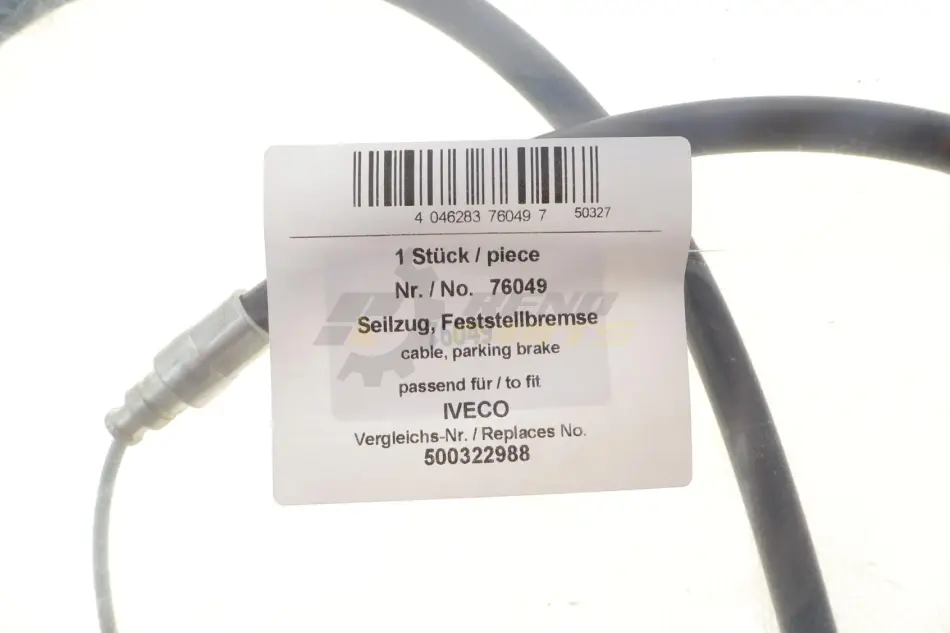 4 046283 76049 7 50327
1 Stück / piece
Nr. / No. 76049
Seilzug, Feststellbremse
cable, parking brake
passend für / to fit
IVECO
Vergleichs-Nr. / Replaces No.
500322988